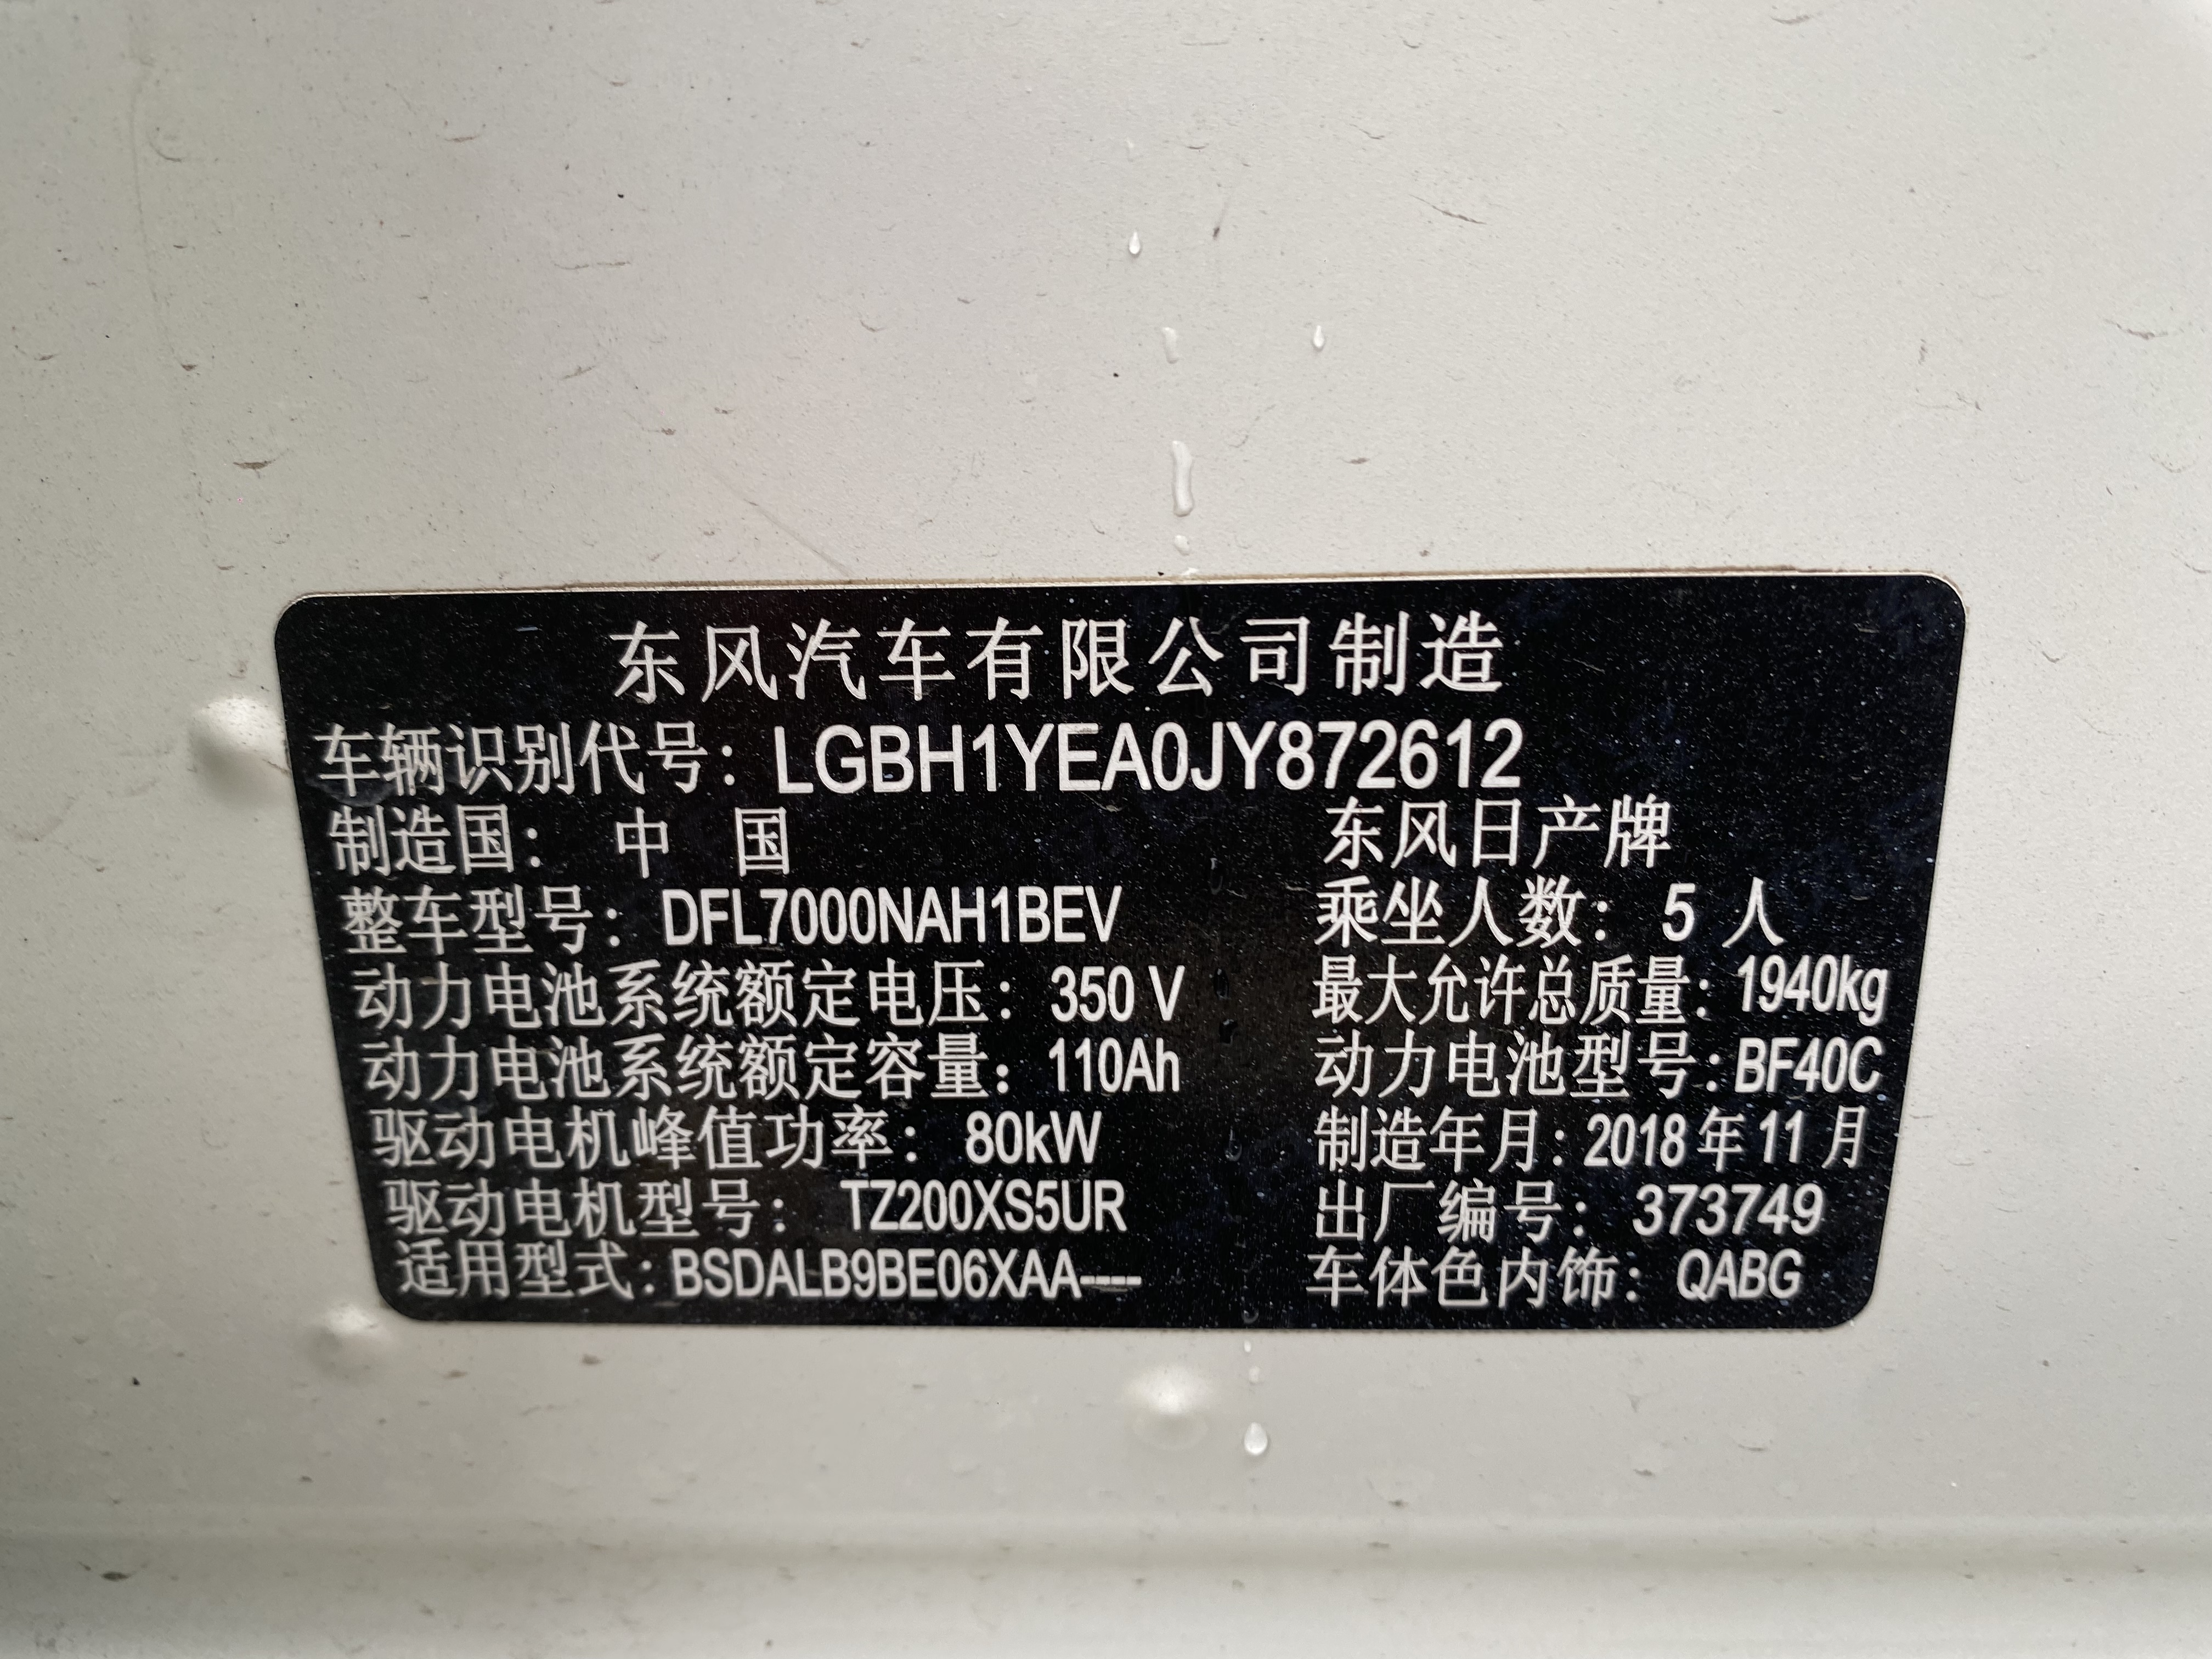 东风汽车有限公司制造
车辆识别代号：LGBH1YEA0JY872612
制造国： 中 国 东风日产牌
整车型号：DFL7000NAH1BEV 乘坐人数：5 人
动力电池系统额定电压：350 V 最大允许总质量：1940kg
动力电池系统额定容量：110Ah 动力电池型号：BF40C
驱动电机峰值功率：80kW 制造年月：2018年11月
驱动电机型号：TZ200XS5UR 出厂编号：373749
适用型式：BSDALB9BE06XAA---- 车体色内饰：QABG